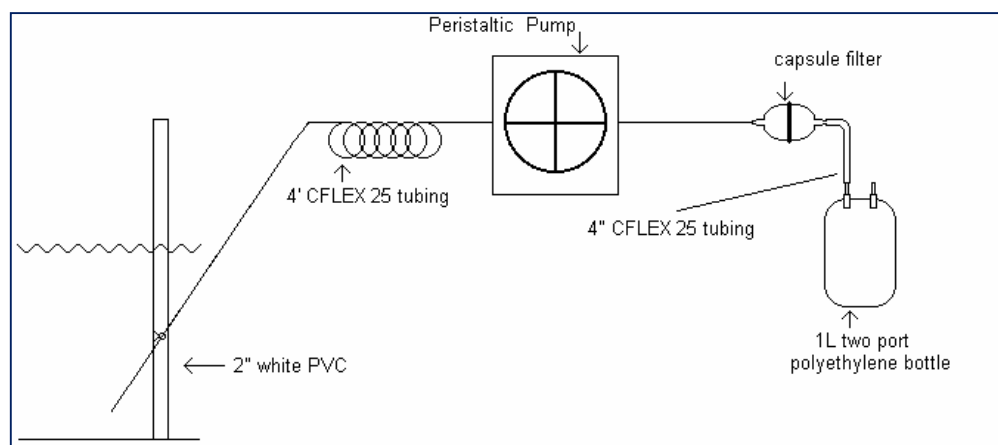 Peristaltic Pump
capsule filter
4' CFLEX 25 tubing
4" CFLEX 25 tubing
2" white PVC
1L two port
polyethylene bottle